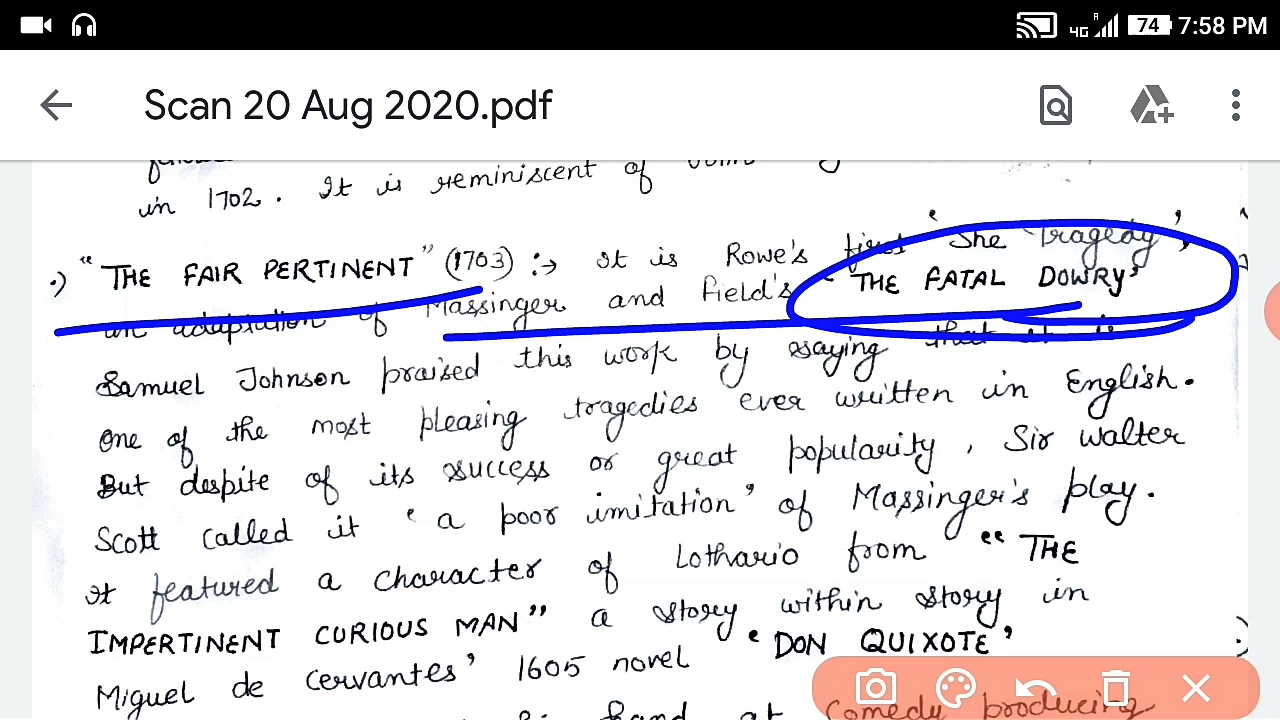 74 7:58 PM
Scan 20 Aug 2020.pdf
in 1702. It is reminiscent of
.) "THE FAIR PERTINENT" (1703) :→ It is Rowe's first 'She Tragedy',
an adaptation of Massinger and Field's 'THE FATAL DOWRY'
Samuel Johnson praised this work by saying that it is
one of the most pleasing tragedies ever written in English.
But despite of its success or great popularity, Sir Walter
Scott called it 'a poor imitation' of Massinger's play.
It featured a character of Lothario from "THE
IMPERTINENT CURIOUS MAN" a story within story in
Miguel de Cervantes' 1605 novel 'DON QUIXOTE'
hand at comedy producing